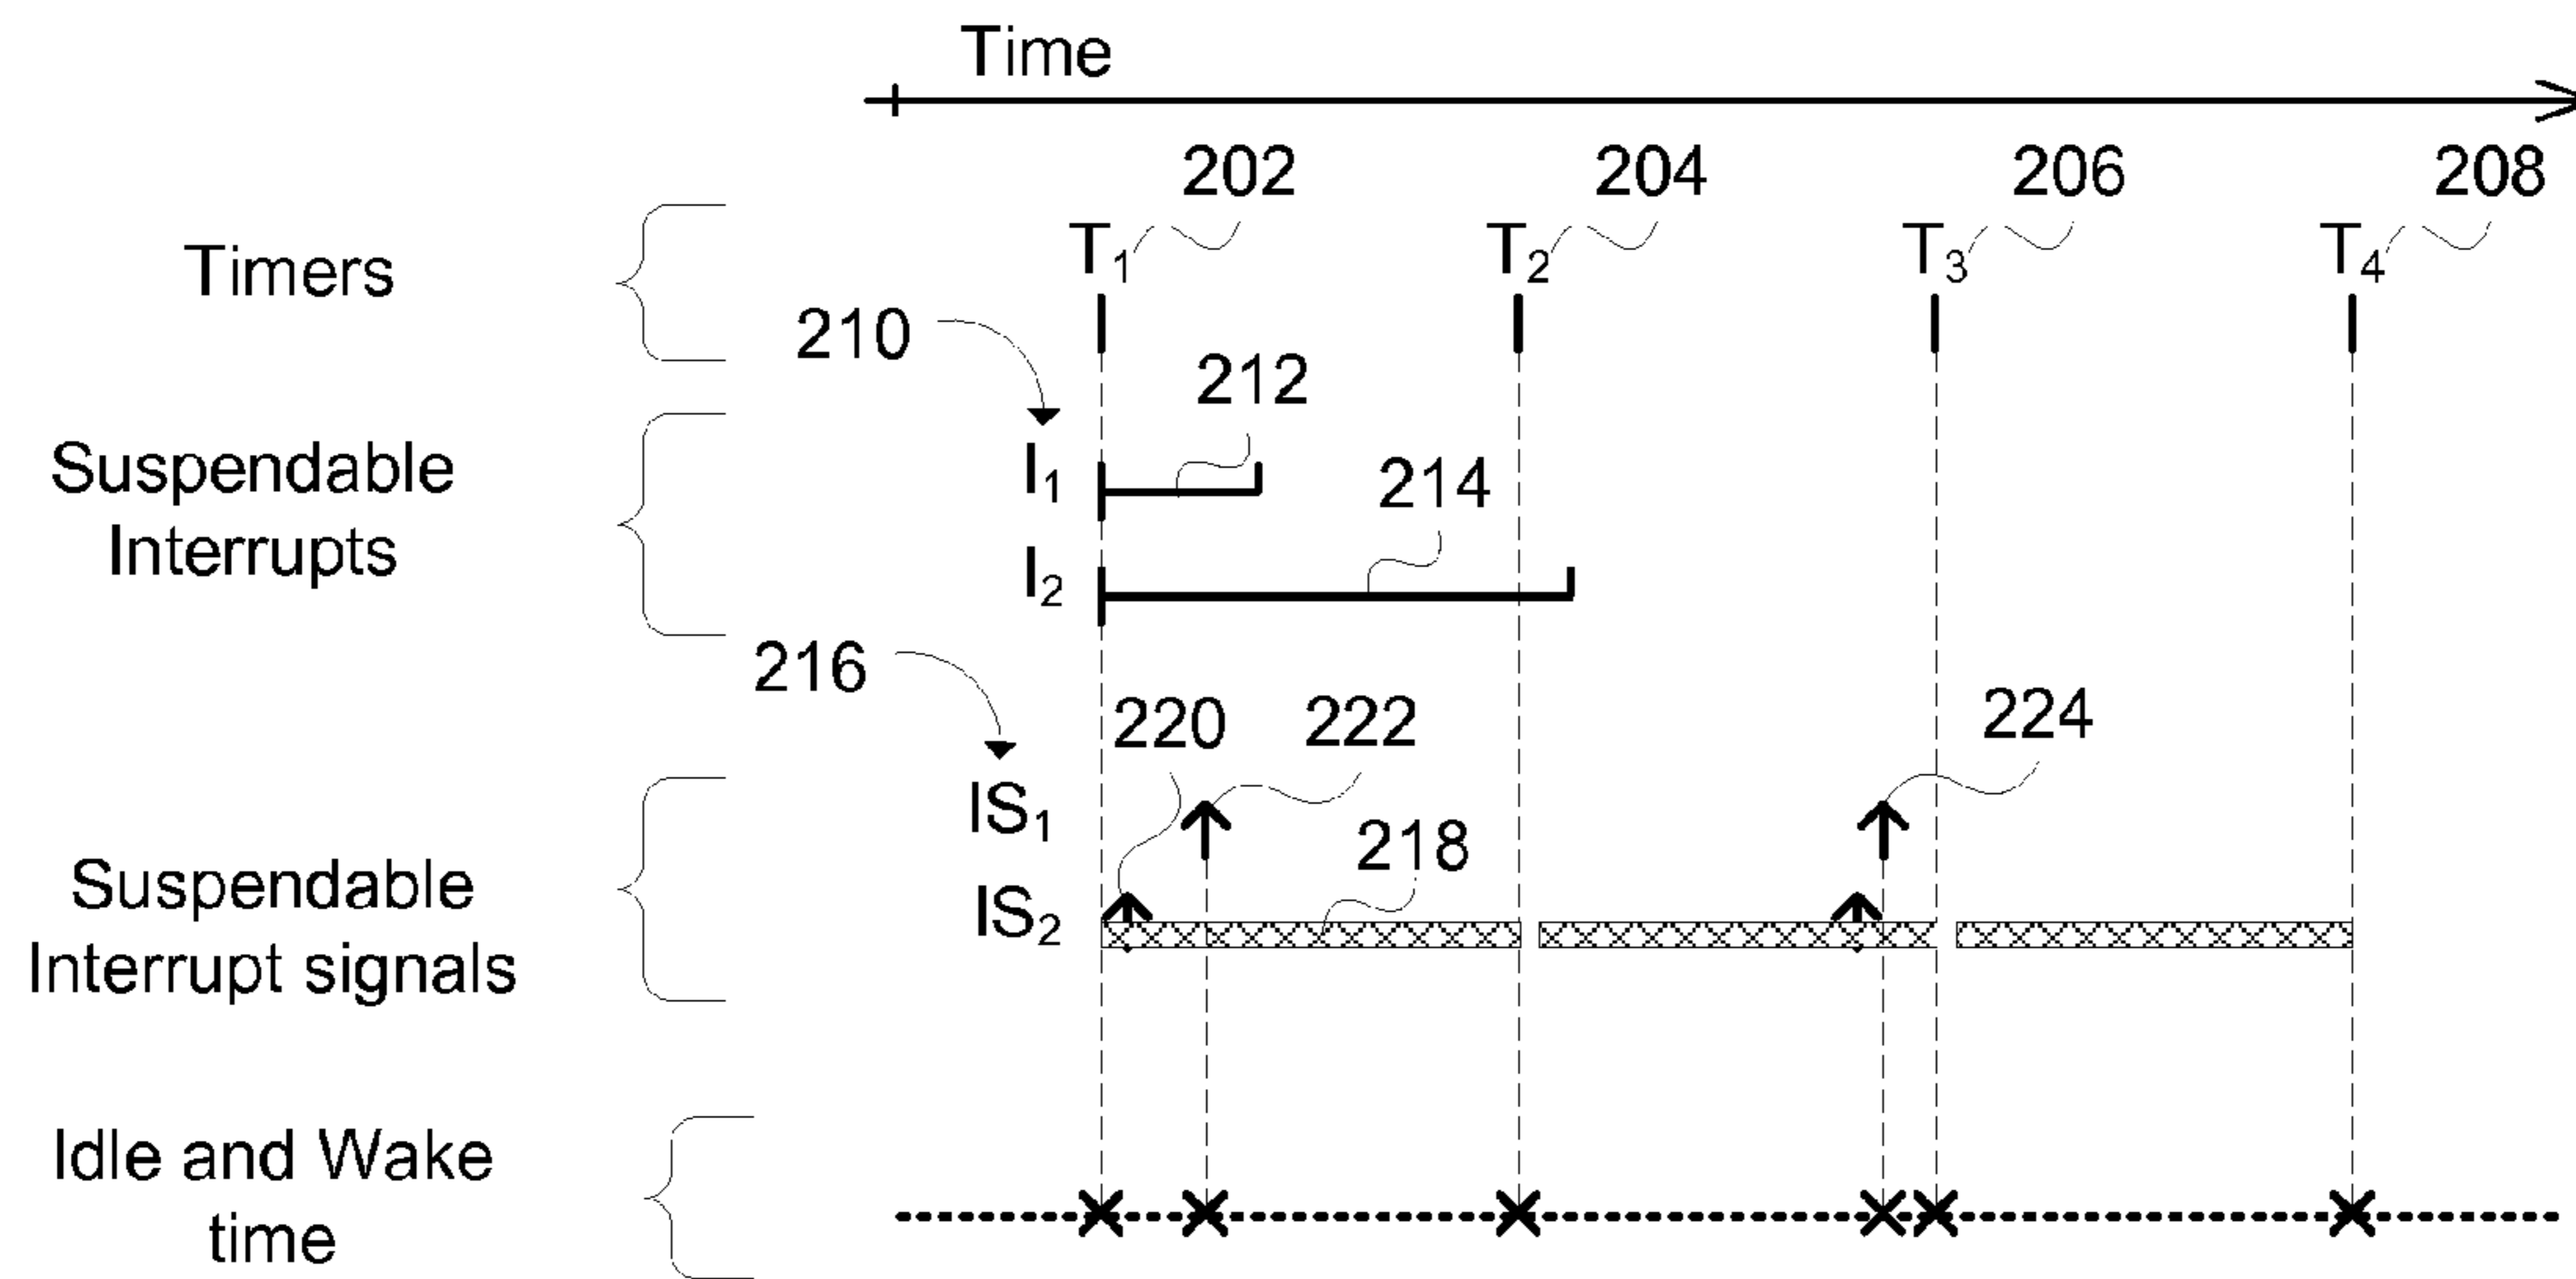 Time
202
204
206
208
Timers
T1
T2
T3
T4
210
212
Suspendable
Interrupts
I1
214
I2
216
220
222
224
IS1
218
Suspendable
Interrupt signals
IS2
Idle and Wake
time